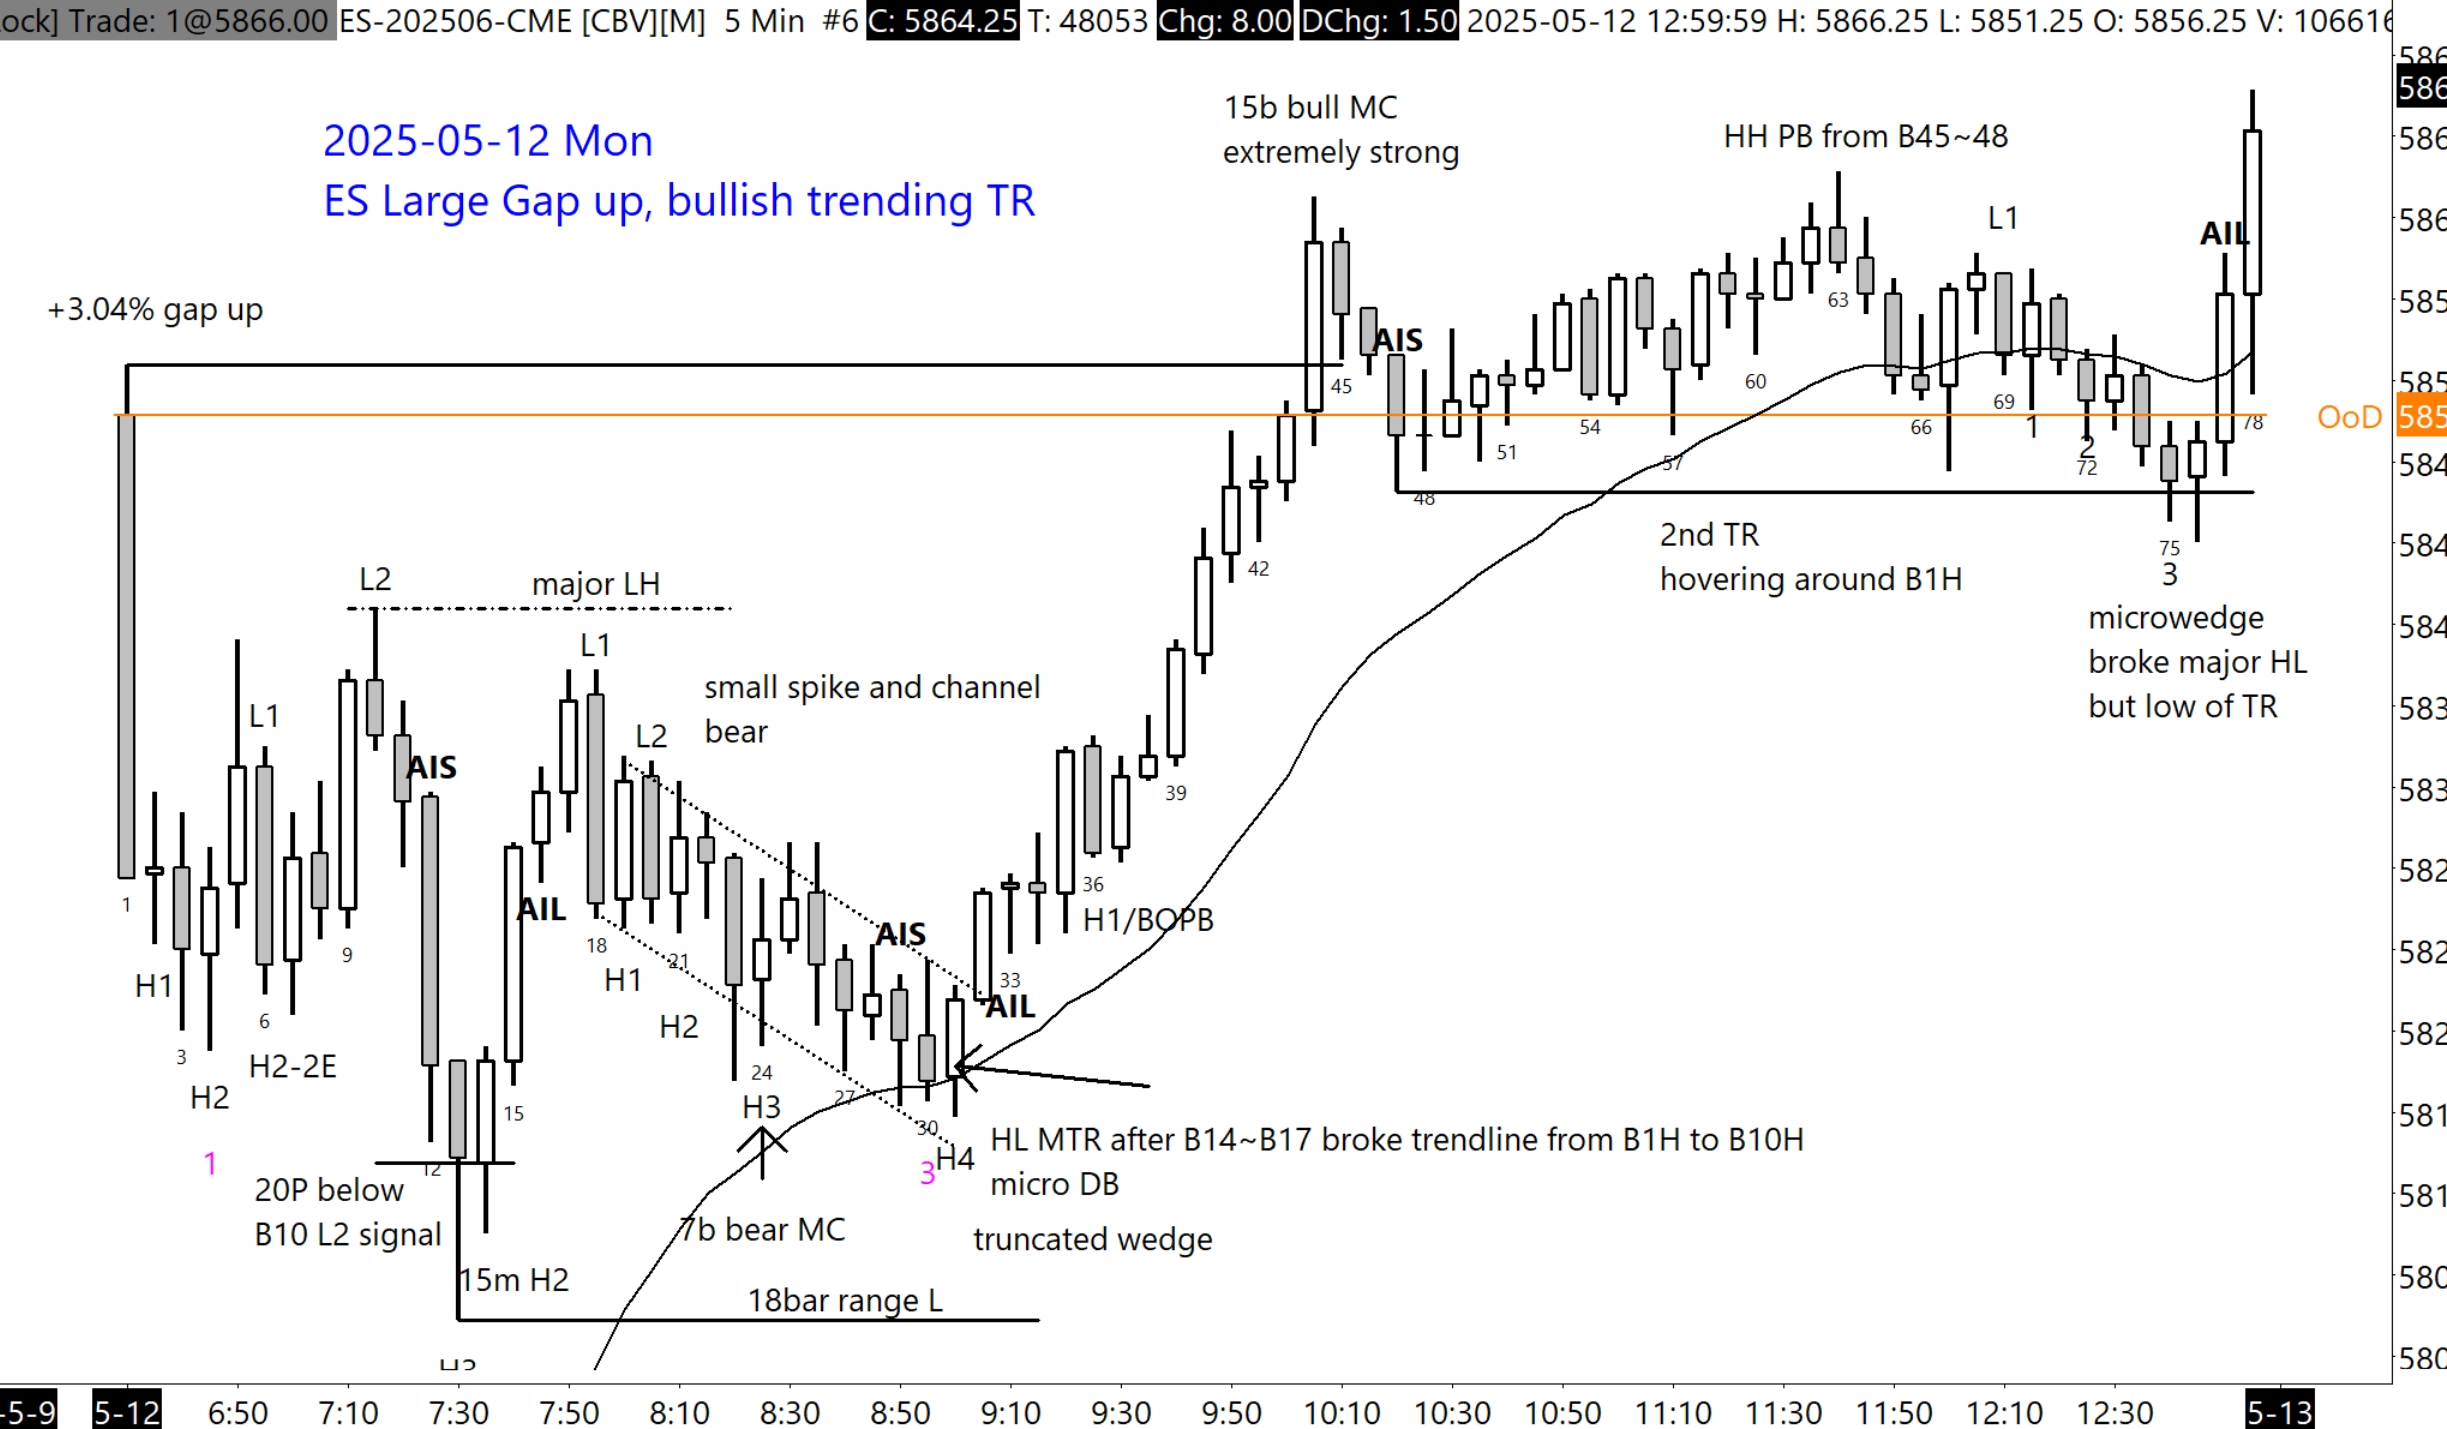 ock] Trade: 1@5866.00 ES-202506-CME [CBV][M] 5 Min #6 C: 5864.25 T: 48053 Chg: 8.00 DChg: 1.50 2025-05-12 12:59:59 H: 5866.25 L: 5851.25 O: 5856.25 V: 106616
2025-05-12 Mon
ES Large Gap up, bullish trending TR
15b bull MC
extremely strong
HH PB from B45~48
+3.04% gap up
L1
AIL
AIS
45
63
60
51
54
57
48
66
69
1
2
72
78
OoD
2nd TR
hovering around B1H
75
3
microwedge
broke major HL
but low of TR
L2
major LH
L1
L1
L2
small spike and channel
bear
AIS
42
39
36
H1/BOPB
1
H1
3
H2
1
6
H2-2E
9
AIL
15
12
20P below
B10 L2 signal
15m H2
H3
18
H1
21
H2
24
H3
7b bear MC
18bar range L
27
AIS
30
3
H4
33
AIL
HL MTR after B14~B17 broke trendline from B1H to B10H
micro DB
truncated wedge
586
586
586
586
585
585
585
584
584
584
583
583
582
582
582
581
581
580
580
-5-9
5-12
6:50
7:10
7:30
7:50
8:10
8:30
8:50
9:10
9:30
9:50
10:10
10:30
10:50
11:10
11:30
11:50
12:10
12:30
5-13